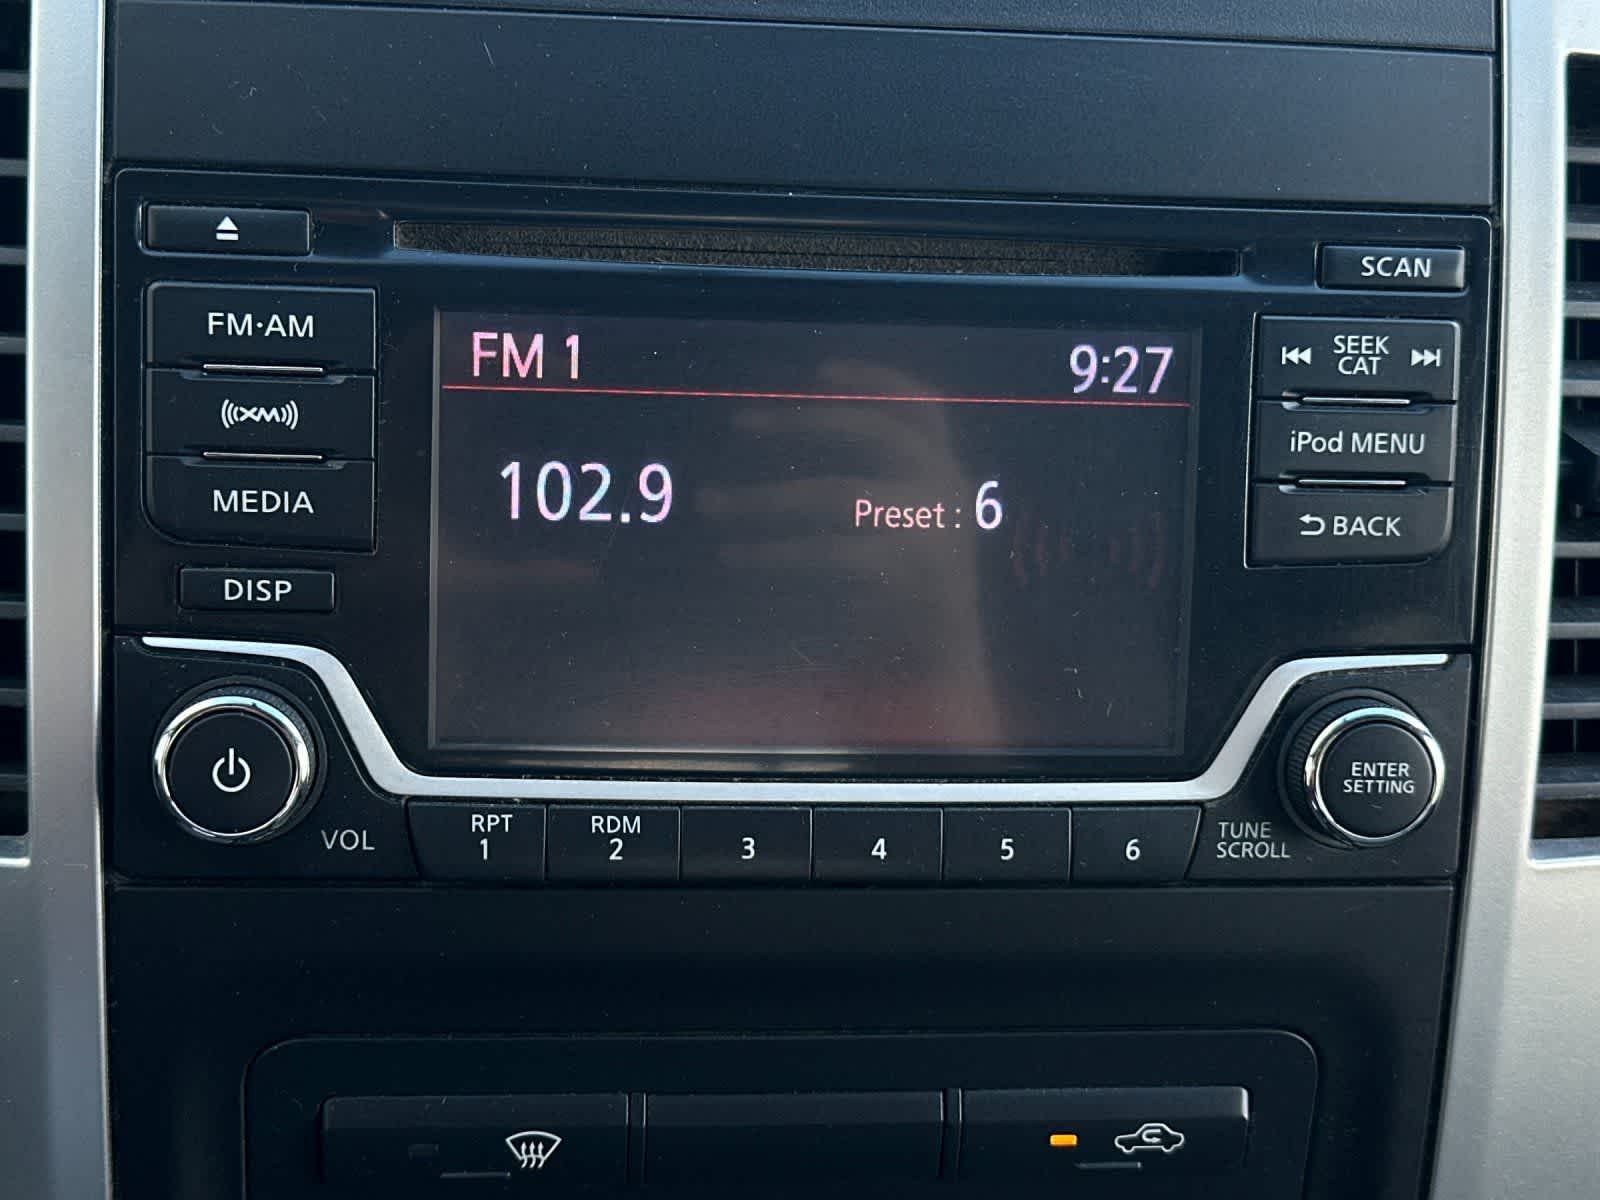 SCAN
FM·AM
FM 1
9:27
SEEK
CAT
XM
102.9
Preset : 6
iPod MENU
MEDIA
BACK
DISP
ENTER
SETTING
VOL
RPT
1
RDM
2
3
4
5
6
TUNE
SCROLL